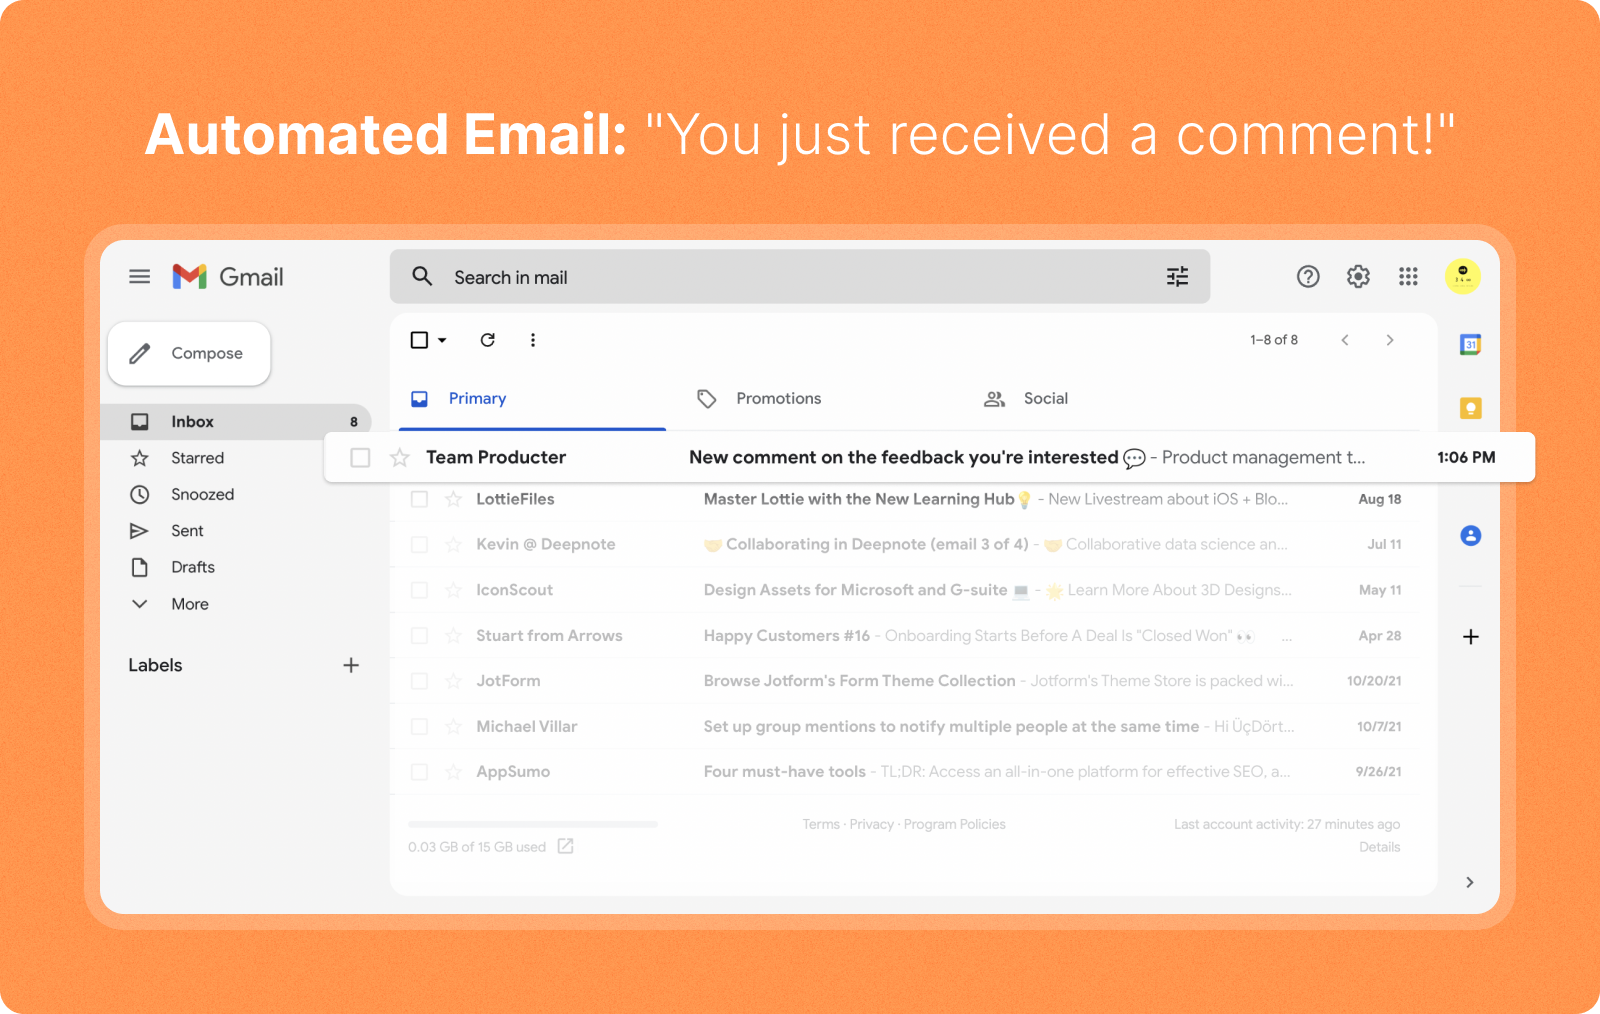 Automated Email: "You just received a comment!"
Gmail
Search in mail
Compose
1–8 of 8
31
Primary
Promotions
Social
Inbox 8
Team Producter New comment on the feedback you're interested 💬 - Product management t... 1:06 PM
Starred
LottieFiles Master Lottie with the New Learning Hub💡 - New Livestream about iOS + Blo... Aug 18
Snoozed
Sent
Kevin @ Deepnote 🤝 Collaborating in Deepnote (email 3 of 4) - 🤝 Collaborative data science an... Jul 11
Drafts
IconScout Design Assets for Microsoft and G-suite 💻 - 🌟 Learn More About 3D Designs... May 11
More
Stuart from Arrows Happy Customers #16 - Onboarding Starts Before A Deal Is "Closed Won" 👀 ... Apr 28
Labels
JotForm Browse Jotform's Form Theme Collection - Jotform's Theme Store is packed wi... 10/20/21
Michael Villar Set up group mentions to notify multiple people at the same time - Hi ÜçDört... 10/7/21
AppSumo Four must-have tools - TL;DR: Access an all-in-one platform for effective SEO, a... 9/26/21
Terms · Privacy · Program Policies
Last account activity: 27 minutes ago
0.03 GB of 15 GB used
Details